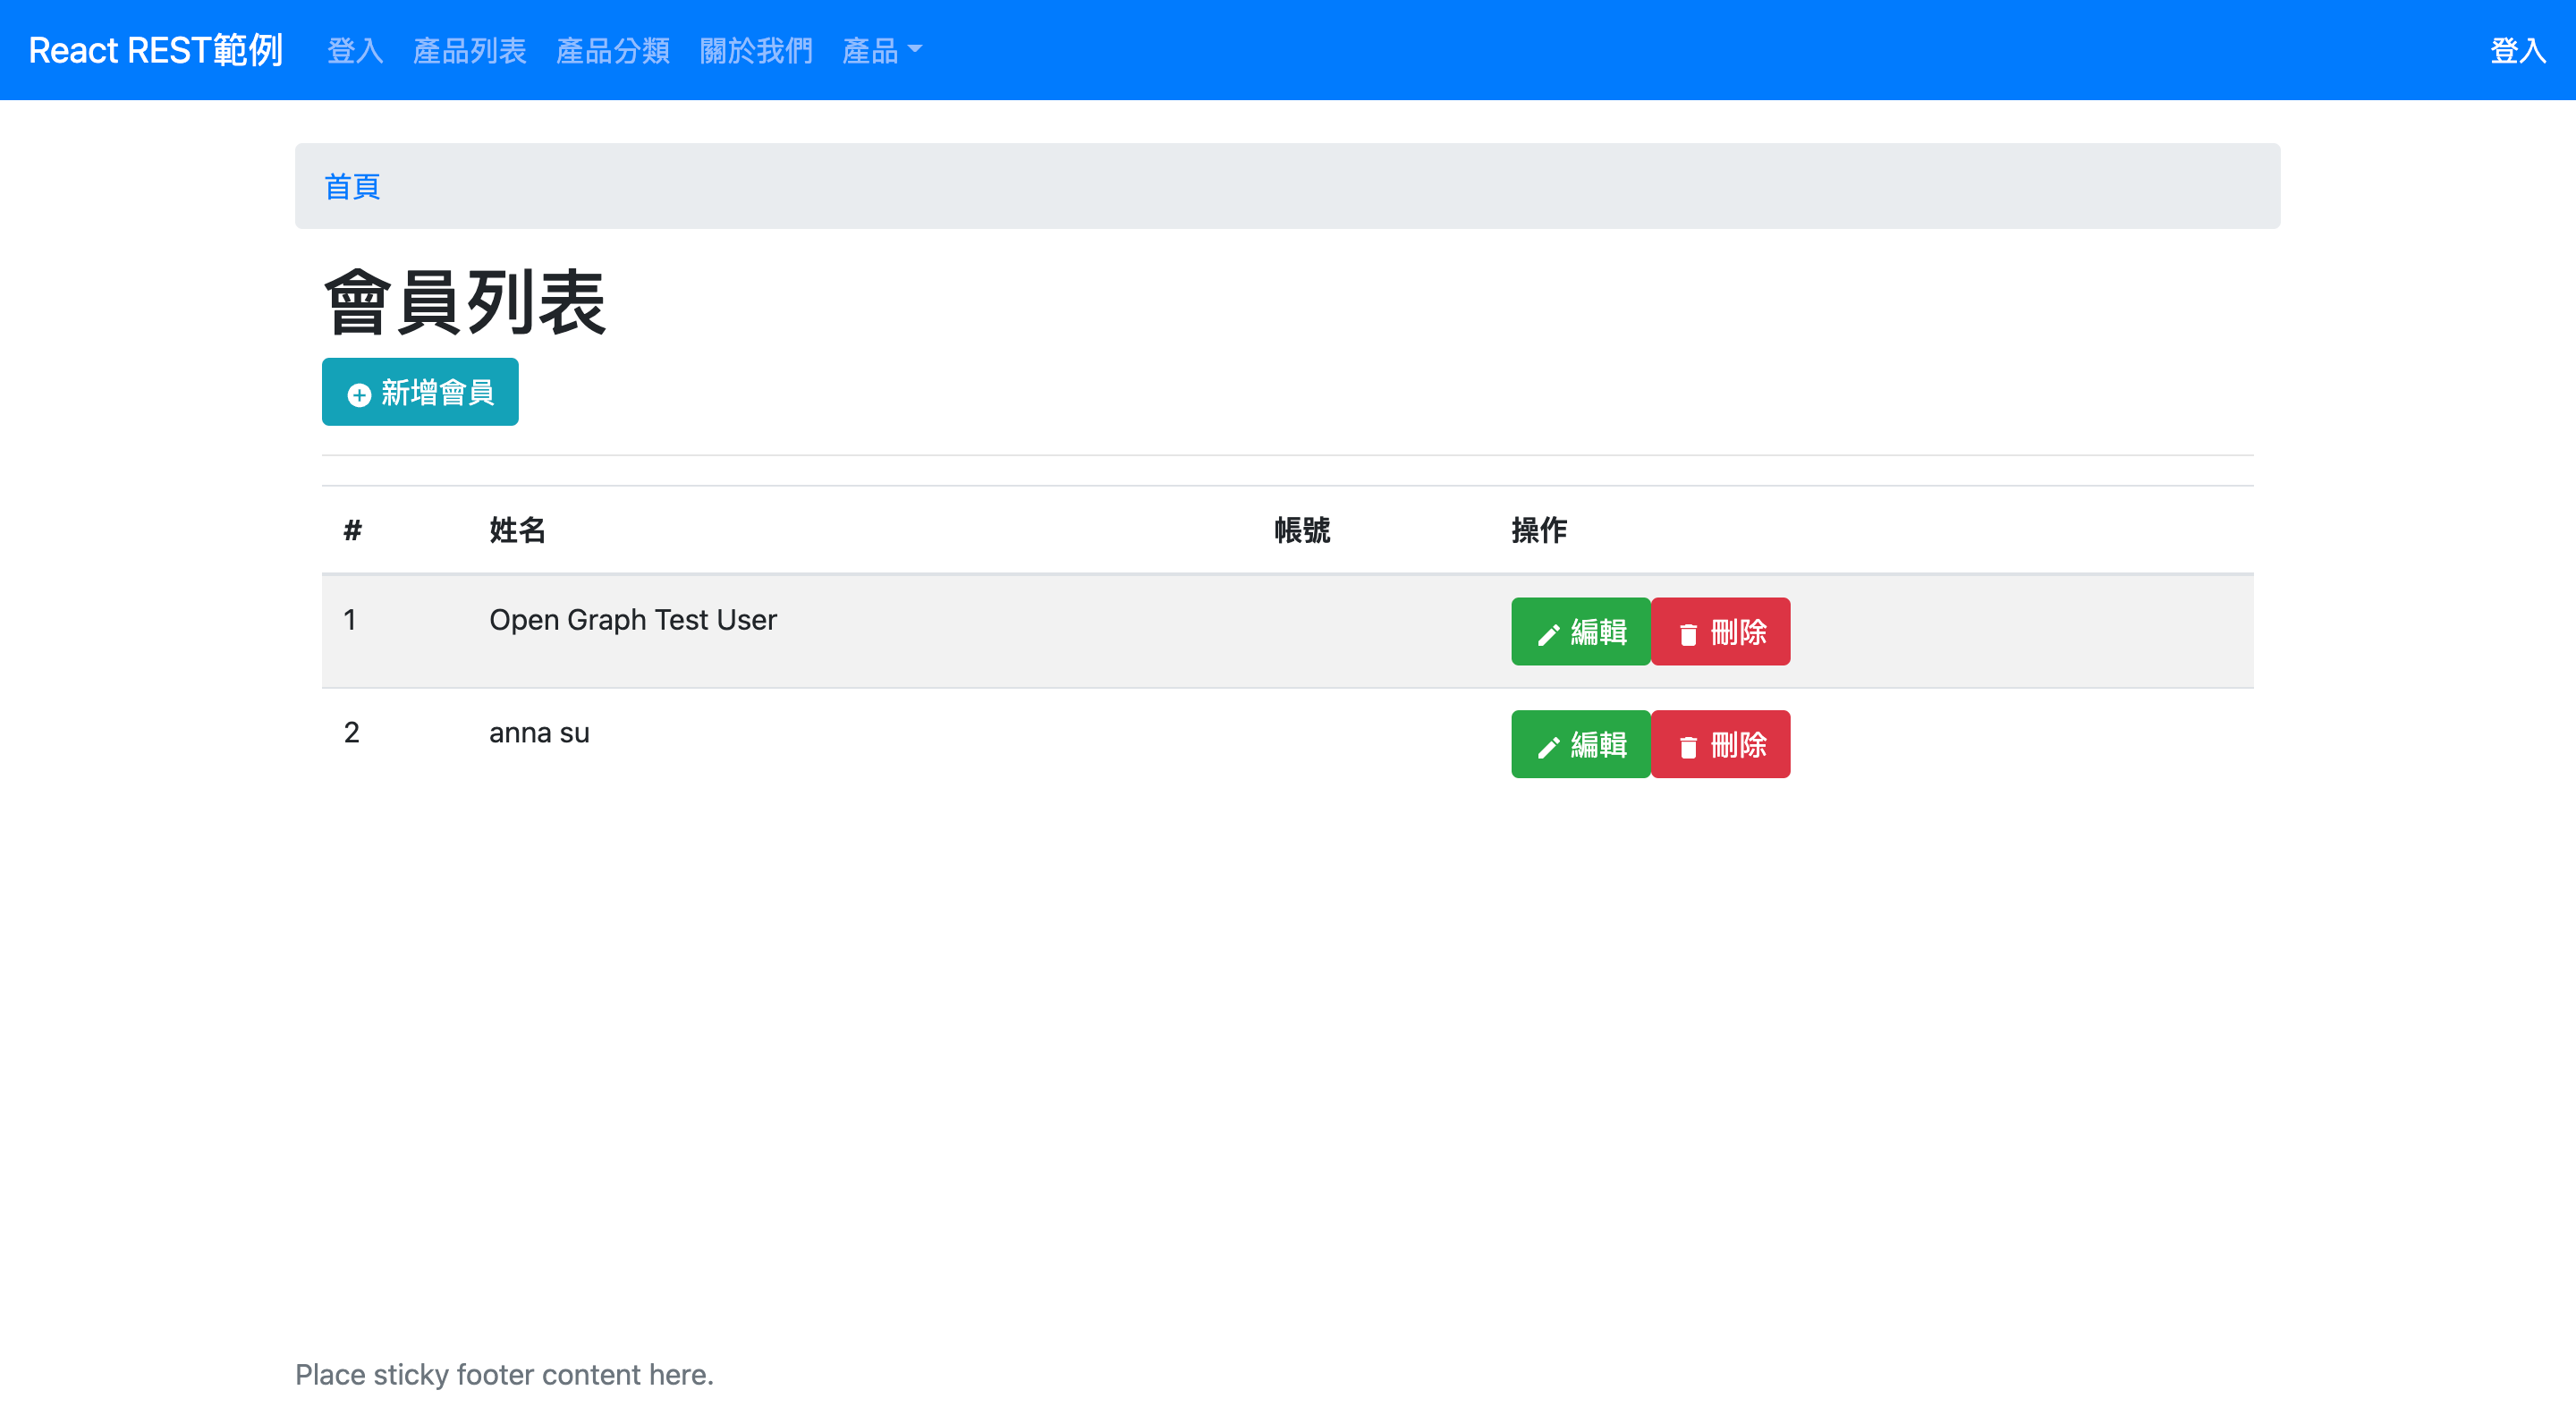 React REST範例 登入 產品列表 產品分類 關於我們 產品 登入
首頁
會員列表
新增會員
# 姓名 帳號 操作
1 Open Graph Test User 編輯 刪除
2 anna su 編輯 刪除
Place sticky footer content here.